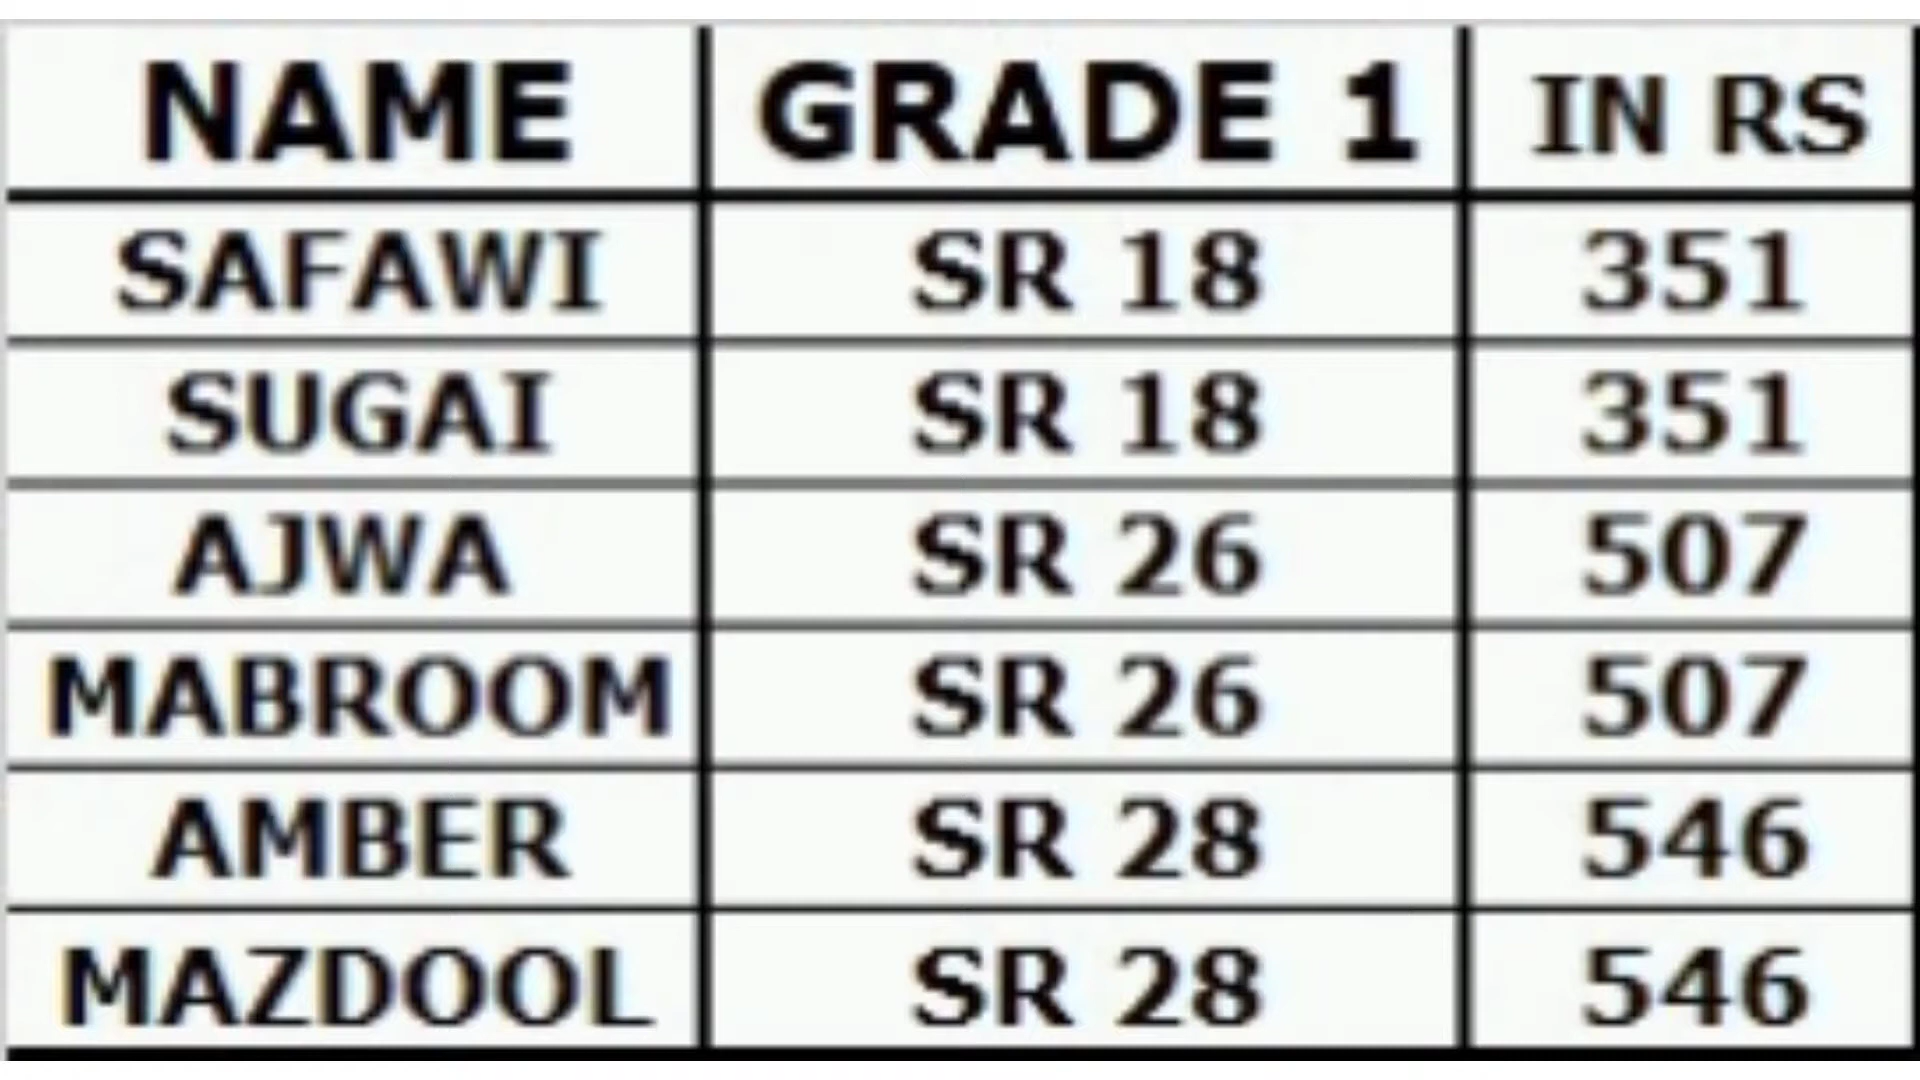 NAME GRADE 1 IN RS
SAFAWI SR 18 351
SUGAI SR 18 351
AJWA SR 26 507
MABROOM SR 26 507
AMBER SR 28 546
MAZDOOL SR 28 546